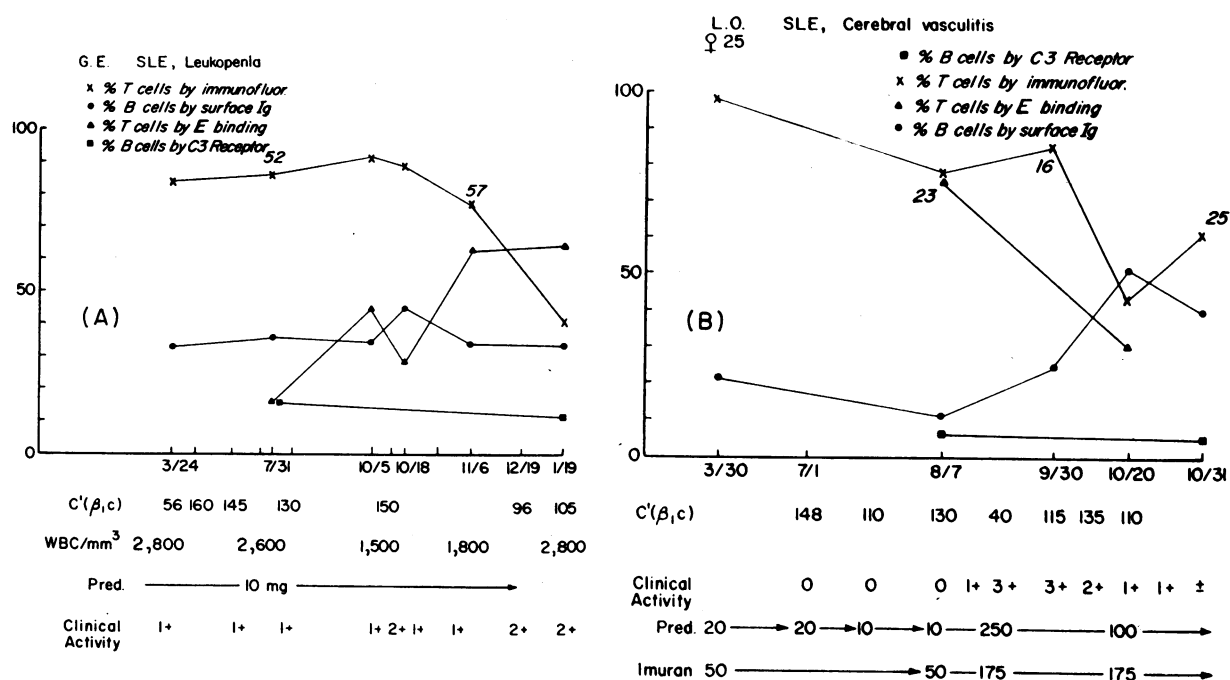 G.E. SLE, Leukopenia
x % T cells by immunofluor.
• % B cells by surface Ig
▲ % T cells by E binding
■ % B cells by C3 Receptor
100
50
0
52
57
(A)
3/24 7/31 10/5 10/18 11/6 12/19 1/19
C'(β₁c) 56 160 145 130 150 96 105
WBC/mm³ 2,800 2,600 1,500 1,800 2,800
Pred. 10 mg
Clinical Activity 1+ 1+ 1+ 1+ 2+ 1+ 1+ 2+ 2+
L.O. SLE, Cerebral vasculitis
♀ 25
■ % B cells by C3 Receptor
x % T cells by immunofluor.
▲ % T cells by E binding
• % B cells by surface Ig
100
50
0
23
16
25
(B)
3/30 7/1 8/7 9/30 10/20 10/31
C'(β₁c) 148 110 130 40 115 135 110
Clinical Activity 0 0 0 1+ 3+ 3+ 2+ 1+ 1+ ±
Pred. 20 20 10 10 250 100
Imuran 50 50 175 175